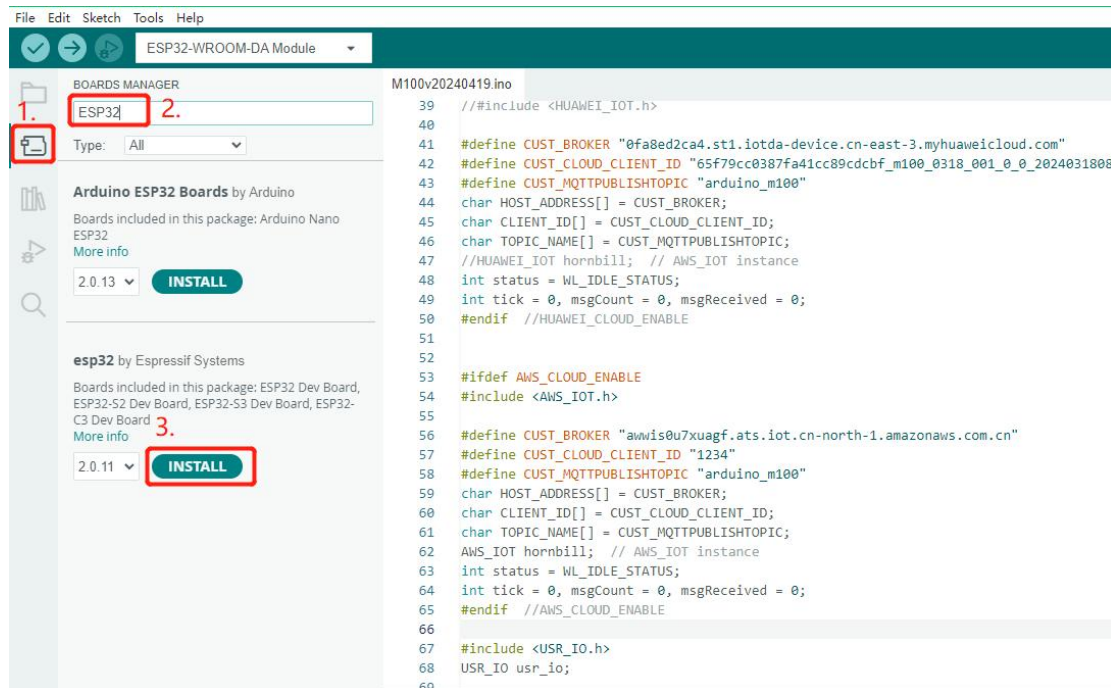 File Edit Sketch Tools Help
ESP32-WROOM-DA Module
BOARDS MANAGER
1.
ESP32
2.
Type: All
Arduino ESP32 Boards by Arduino
Boards included in this package: Arduino Nano
ESP32
More info
2.0.13 INSTALL
esp32 by Espressif Systems
Boards included in this package: ESP32 Dev Board,
ESP32-S2 Dev Board, ESP32-S3 Dev Board, ESP32-
C3 Dev Board
3.
More info
2.0.11 INSTALL
M100v20240419.ino
39 //#include <HUAWEI_IOT.h>
40
41 #define CUST_BROKER "0fa8ed2ca4.st1.iotda-device.cn-east-3.myhuaweicloud.com"
42 #define CUST_CLOUD_CLIENT_ID "65f79cc0387fa41cc89cdcbf_m100_0318_001_0_0_2024031808
43 #define CUST_MQTTPUBLISHTOPIC "arduino_m100"
44 char HOST_ADDRESS[] = CUST_BROKER;
45 char CLIENT_ID[] = CUST_CLOUD_CLIENT_ID;
46 char TOPIC_NAME[] = CUST_MQTTPUBLISHTOPIC;
47 //HUAWEI_IOT hornbill; // AWS_IOT instance
48 int status = WL_IDLE_STATUS;
49 int tick = 0, msgCount = 0, msgReceived = 0;
50 #endif //HUAWEI_CLOUD_ENABLE
51
52
53 #ifdef AWS_CLOUD_ENABLE
54 #include <AWS_IOT.h>
55
56 #define CUST_BROKER "awwis0u7xuagf.ats.iot.cn-north-1.amazonaws.com.cn"
57 #define CUST_CLOUD_CLIENT_ID "1234"
58 #define CUST_MQTTPUBLISHTOPIC "arduino_m100"
59 char HOST_ADDRESS[] = CUST_BROKER;
60 char CLIENT_ID[] = CUST_CLOUD_CLIENT_ID;
61 char TOPIC_NAME[] = CUST_MQTTPUBLISHTOPIC;
62 AWS_IOT hornbill; // AWS_IOT instance
63 int status = WL_IDLE_STATUS;
64 int tick = 0, msgCount = 0, msgReceived = 0;
65 #endif //AWS_CLOUD_ENABLE
66
67 #include <USR_IO.h>
68 USR_IO usr_io;
69